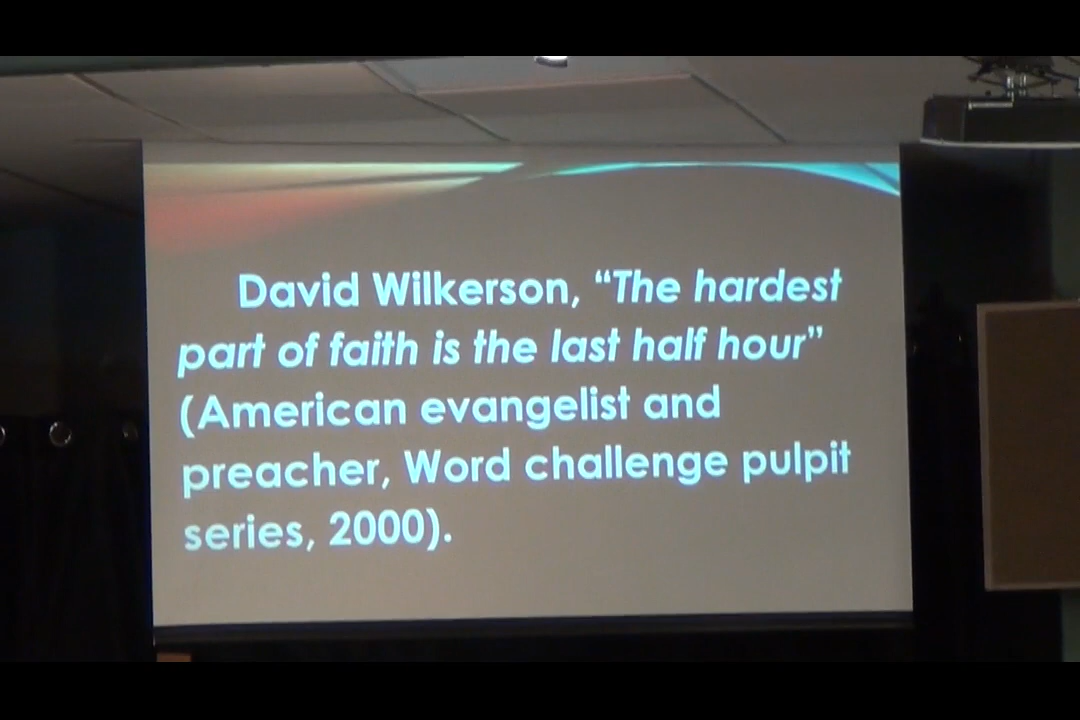 David Wilkerson, “The hardest
part of faith is the last half hour”
(American evangelist and
preacher, Word challenge pulpit
series, 2000).